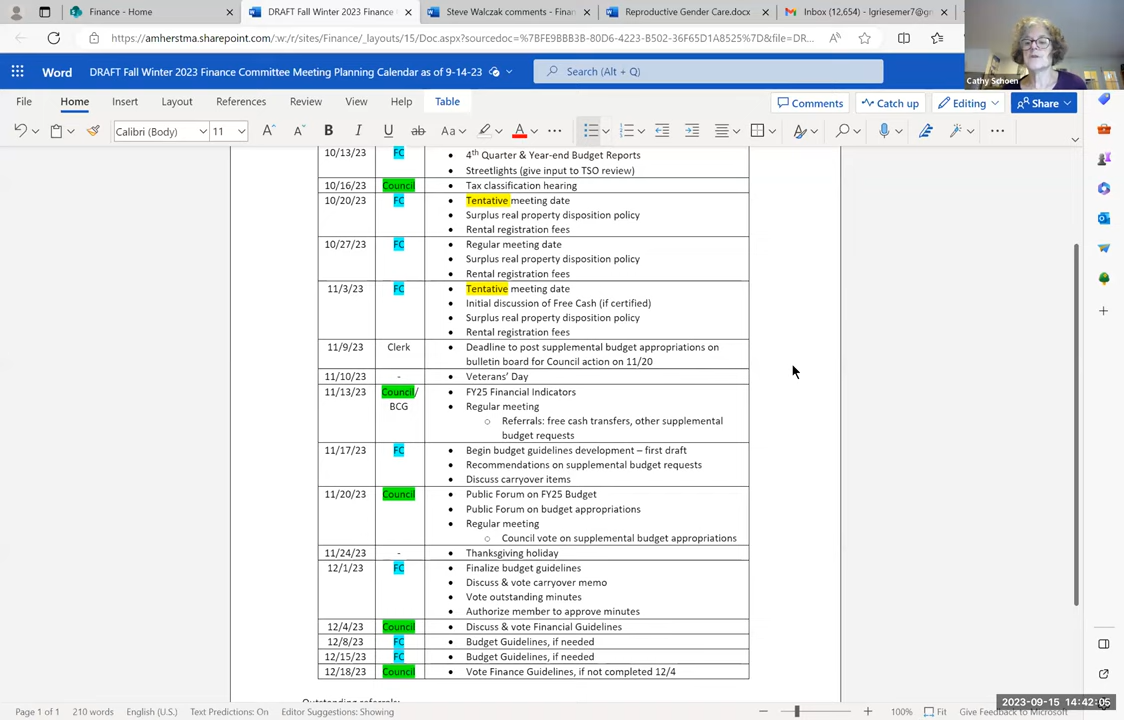 Finance - Home
DRAFT Fall Winter 2023 Finance
Steve Walczak comments - Finan
Reproductive Gender Care.docx
Inbox (12,654) - lgriesemer7@gm
https://amherstma.sharepoint.com/:w:/r/sites/Finance/_layouts/15/Doc.aspx?sourcedoc=%7BFE9BBB3B-80D6-4223-B502-36F65D1A8525%7D&file=DR...
Cathy Schoen
Word
DRAFT Fall Winter 2023 Finance Committee Meeting Planning Calendar as of 9-14-23
Search (Alt + Q)
File Home Insert Layout References Review View Help Table
Comments Catch up Editing Share
Calibri (Body) 11
10/13/23 FC
4th Quarter & Year-end Budget Reports
Streetlights (give input to TSO review)
10/16/23 Council Tax classification hearing
10/20/23 FC Tentative meeting date
Surplus real property disposition policy
Rental registration fees
10/27/23 FC Regular meeting date
Surplus real property disposition policy
Rental registration fees
11/3/23 FC Tentative meeting date
Initial discussion of Free Cash (if certified)
Surplus real property disposition policy
Rental registration fees
11/9/23 Clerk Deadline to post supplemental budget appropriations on
bulletin board for Council action on 11/20
11/10/23 - Veterans' Day
11/13/23 Council/ FY25 Financial Indicators
BCG Regular meeting
Referrals: free cash transfers, other supplemental
budget requests
11/17/23 FC Begin budget guidelines development – first draft
Recommendations on supplemental budget requests
Discuss carryover items
11/20/23 Council Public Forum on FY25 Budget
Public Forum on budget appropriations
Regular meeting
Council vote on supplemental budget appropriations
11/24/23 - Thanksgiving holiday
12/1/23 FC Finalize budget guidelines
Discuss & vote carryover memo
Vote outstanding minutes
Authorize member to approve minutes
12/4/23 Council Discuss & vote Financial Guidelines
12/8/23 FC Budget Guidelines, if needed
12/15/23 FC Budget Guidelines, if needed
12/18/23 Council Vote Finance Guidelines, if not completed 12/4
Outstanding referrals:
Page 1 of 1 210 words English (U.S.) Text Predictions: On Editor Suggestions: Showing
100% Fit Give Feedback to Microsoft
2023-09-15 14:42:05